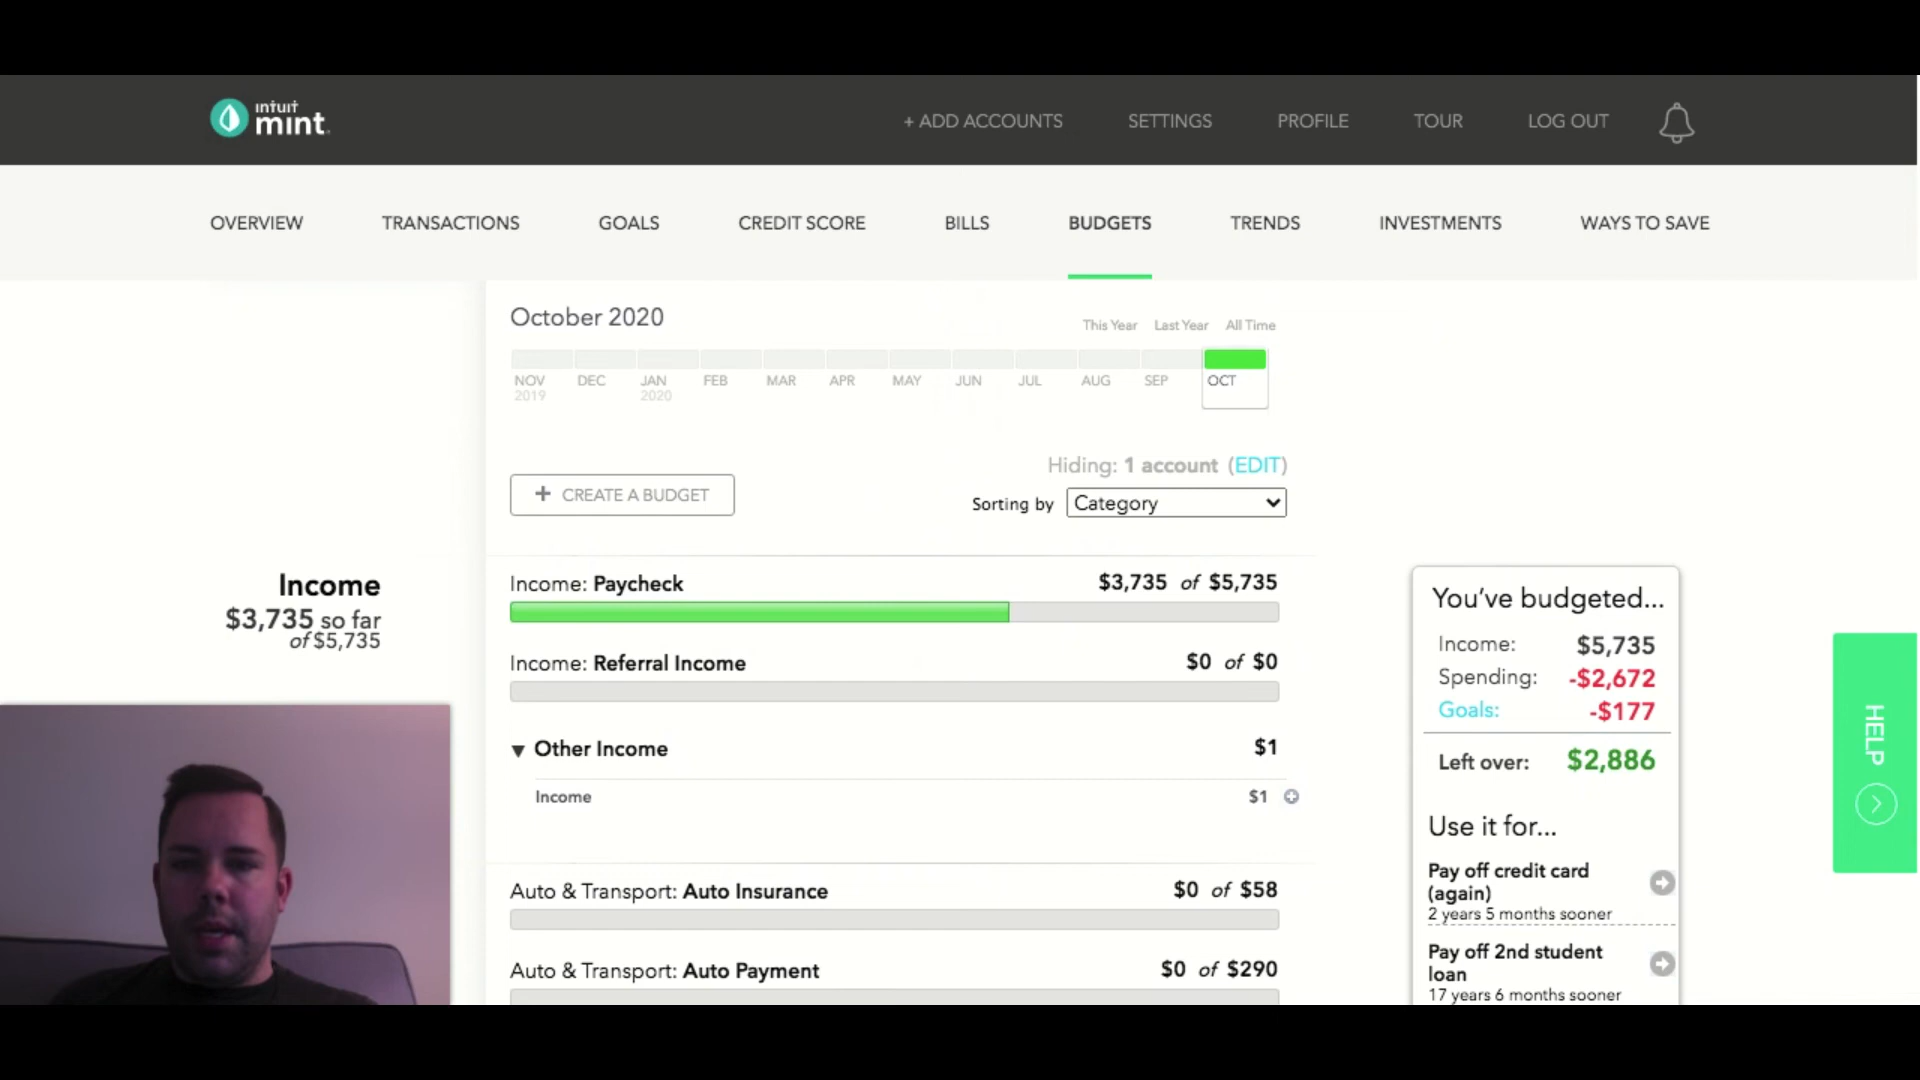 intuit
mint
+ ADD ACCOUNTS
SETTINGS
PROFILE
TOUR
LOG OUT
OVERVIEW
TRANSACTIONS
GOALS
CREDIT SCORE
BILLS
BUDGETS
TRENDS
INVESTMENTS
WAYS TO SAVE
October 2020
This Year Last Year All Time
NOV DEC JAN FEB MAR APR MAY JUN JUL AUG SEP OCT
2019 2020
Hiding: 1 account (EDIT)
+ CREATE A BUDGET
Sorting by Category
Income
$3,735 so far
of $5,735
Income: Paycheck $3,735 of $5,735
Income: Referral Income $0 of $0
▼ Other Income $1
Income $1
Auto & Transport: Auto Insurance $0 of $58
Auto & Transport: Auto Payment $0 of $290
You've budgeted...
Income: $5,735
Spending: -$2,672
Goals: -$177
Left over: $2,886
Use it for...
Pay off credit card
(again)
2 years 5 months sooner
Pay off 2nd student
loan
17 years 6 months sooner
HELP